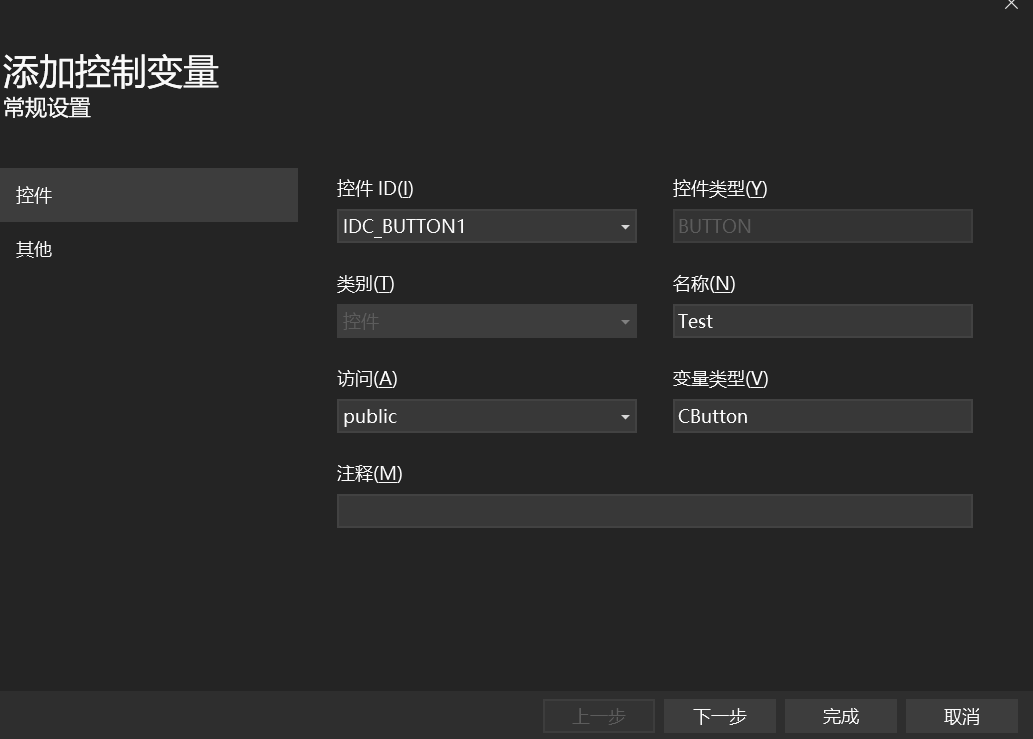 添加控制变量
常规设置
控件
其他
控件 ID(I)
控件类型(Y)
IDC_BUTTON1
BUTTON
类别(T)
名称(N)
控件
Test
访问(A)
变量类型(V)
public
CButton
注释(M)
上一步
下一步
完成
取消